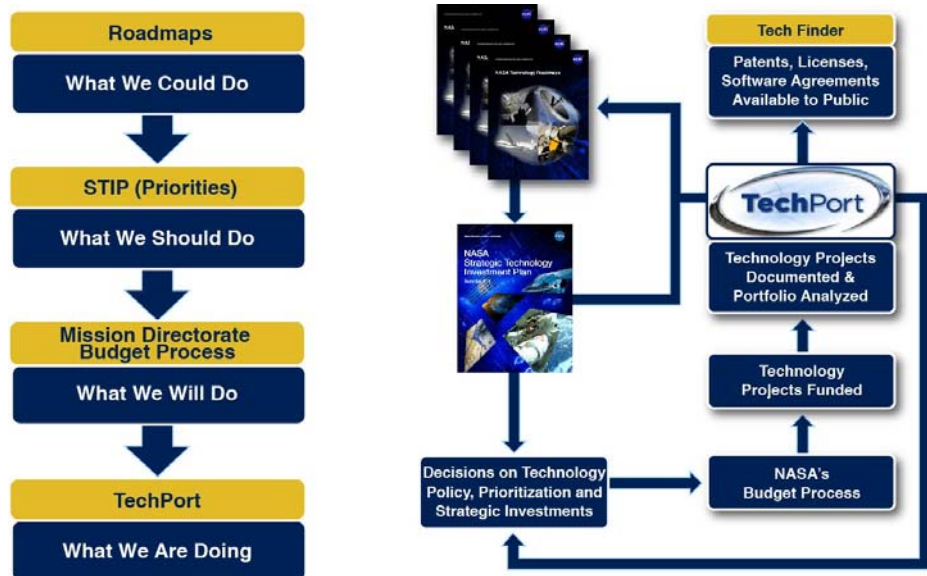 Roadmaps
What We Could Do
STIP (Priorities)
What We Should Do
Mission Directorate
Budget Process
What We Will Do
TechPort
What We Are Doing
NASA Technology Roadmaps
NASA
Strategic Technology
Investment Plan
Decisions on Technology
Policy, Prioritization and
Strategic Investments
Tech Finder
Patents, Licenses,
Software Agreements
Available to Public
TechPort
Technology Projects
Documented &
Portfolio Analyzed
Technology
Projects Funded
NASA's
Budget Process